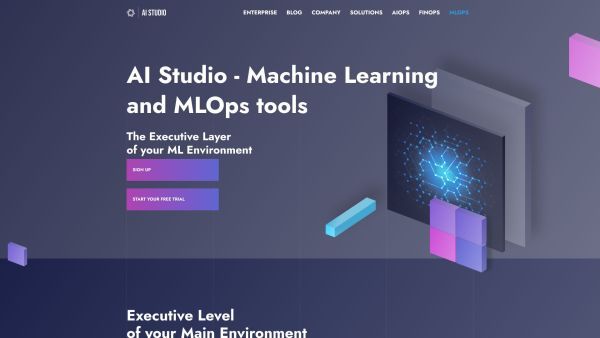 AI STUDIO
ENTERPRISE BLOG COMPANY SOLUTIONS AIOPS FINOPS MLOPS
AI Studio - Machine Learning
and MLOps tools
The Executive Layer
of your ML Environment
SIGN UP
START YOUR FREE TRIAL
Executive Level
of your Main Environment